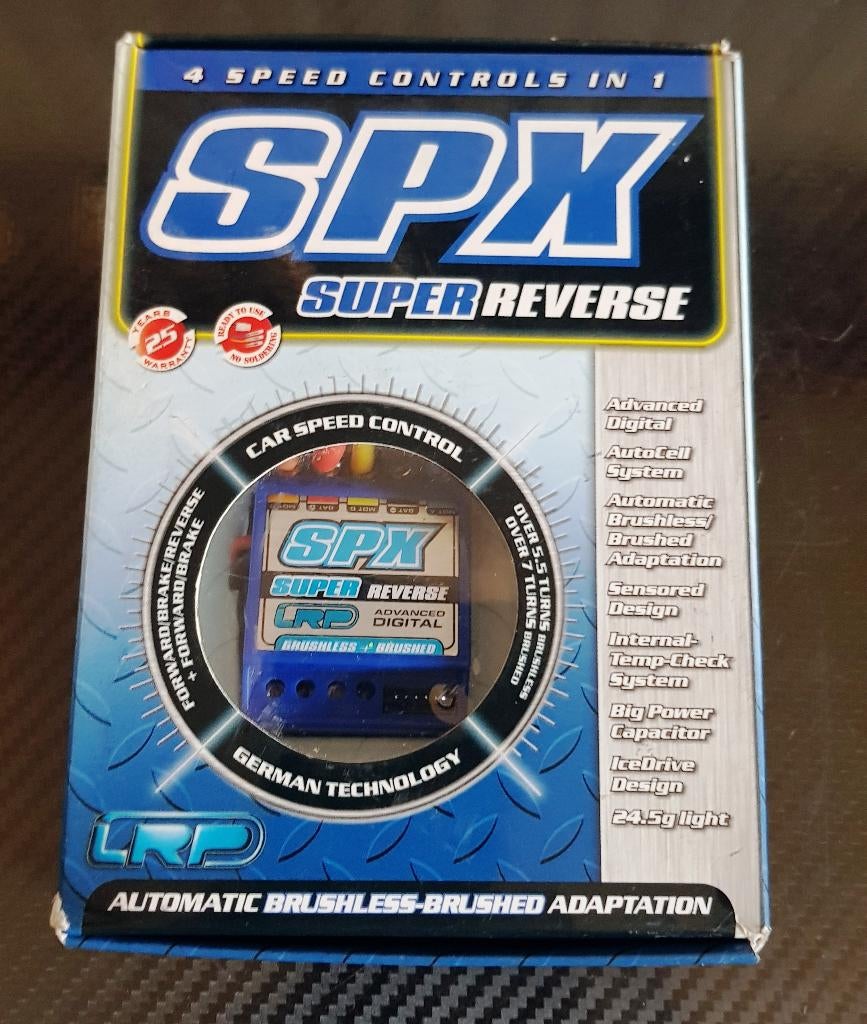 4 SPEED CONTROLS IN 1
SPX
SUPER REVERSE
YEARS
25
WARRANTY
READY TO USE
NO SOLDERING
CAR SPEED CONTROL
FORWARD/BRAKE/REVERSE
+ FORWARD/BRAKE
OVER 5.5 TURNS BRUSHLESS
OVER 7 TURNS BRUSHED
GERMAN TECHNOLOGY
SPX
SUPER REVERSE
LRP
ADVANCED
DIGITAL
BRUSHLESS + BRUSHED
Advanced
Digital
AutoCell
System
Automatic
Brushless/
Brushed
Adaptation
Sensored
Design
Internal-
Temp-Check
System
Big Power
Capacitor
IceDrive
Design
24.5g light
LRP
AUTOMATIC BRUSHLESS-BRUSHED ADAPTATION